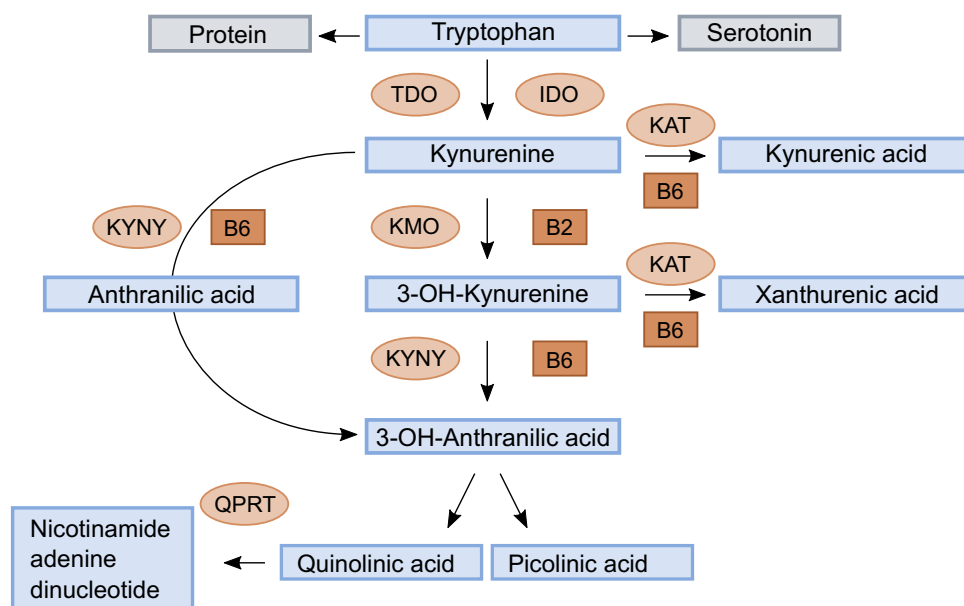 Protein
Tryptophan
Serotonin
TDO
IDO
KAT
Kynurenine
Kynurenic acid
B6
KYNY
B6
KMO
B2
KAT
Anthranilic acid
3-OH-Kynurenine
Xanthurenic acid
B6
KYNY
B6
3-OH-Anthranilic acid
QPRT
Nicotinamide
adenine
dinucleotide
Quinolinic acid
Picolinic acid